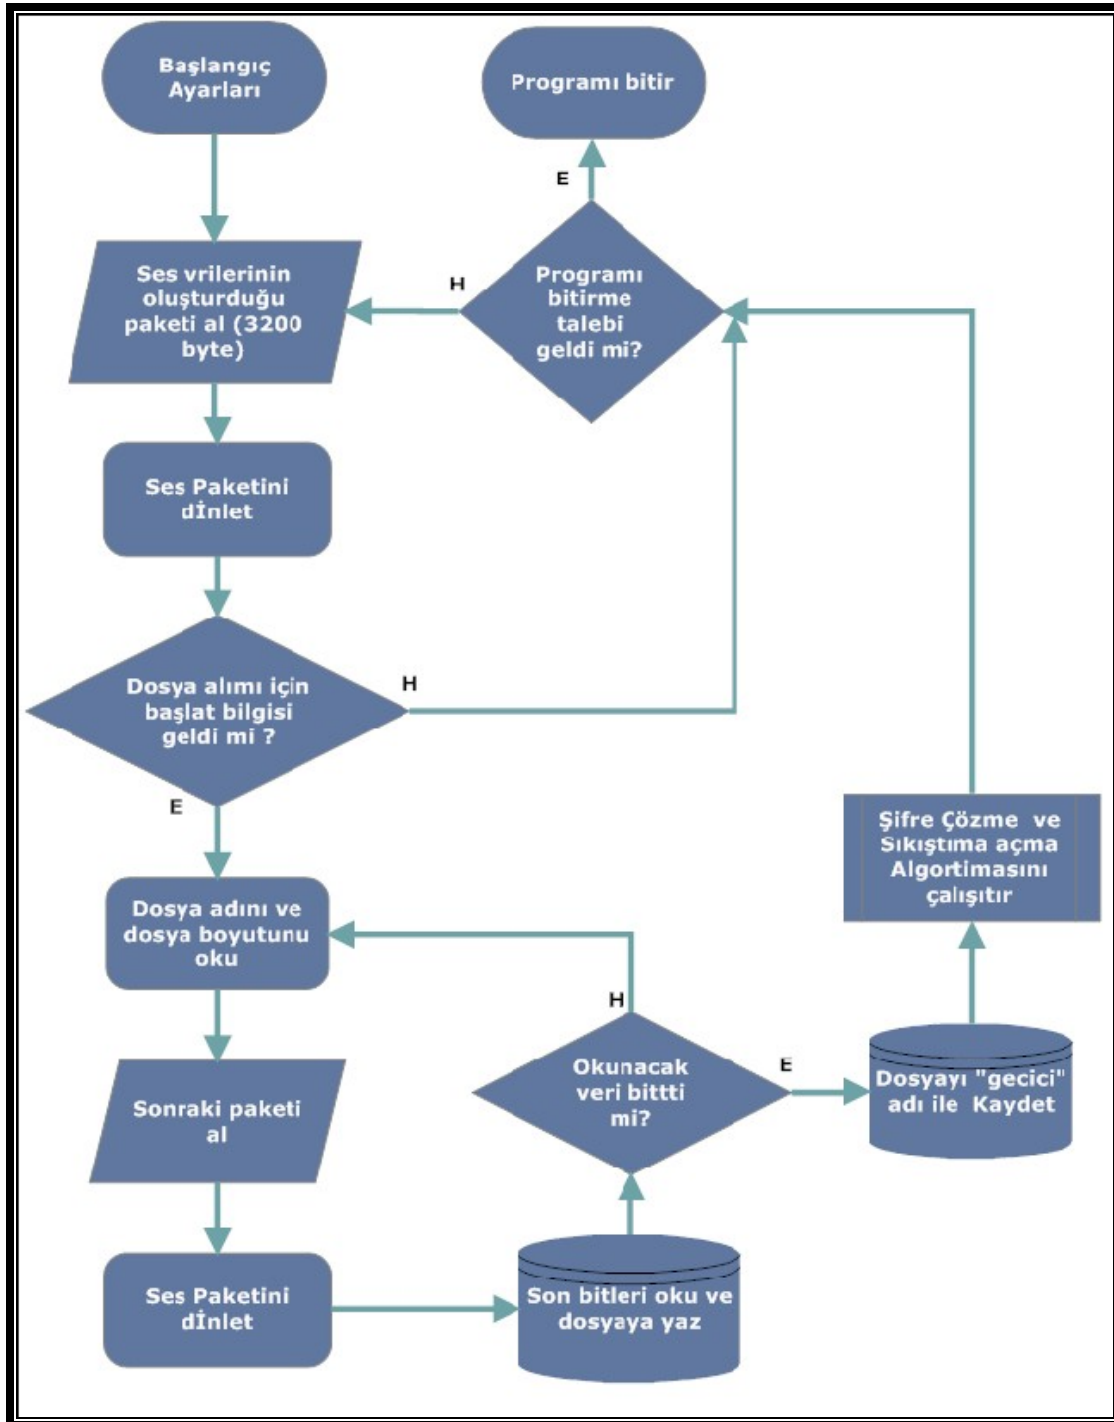 Başlangıç
Ayarları
Programı bitir
E
Programı
bitirme
talebi
geldi mi?
H
Ses vrilerinin
oluşturduğu
paketi al (3200
byte)
Ses Paketini
dİnlet
Dosya alımı için
başlat bilgisi
geldi mi ?
H
E
Dosya adını ve
dosya boyutunu
oku
Sonraki paketi
al
Ses Paketini
dİnlet
Son bitleri oku ve
dosyaya yaz
Okunacak
veri bittti
mi?
H
E
Dosyayı "gecici"
adı ile Kaydet
Şifre Çözme ve
Sıkıştıma açma
Algortimasını
çalışıtır